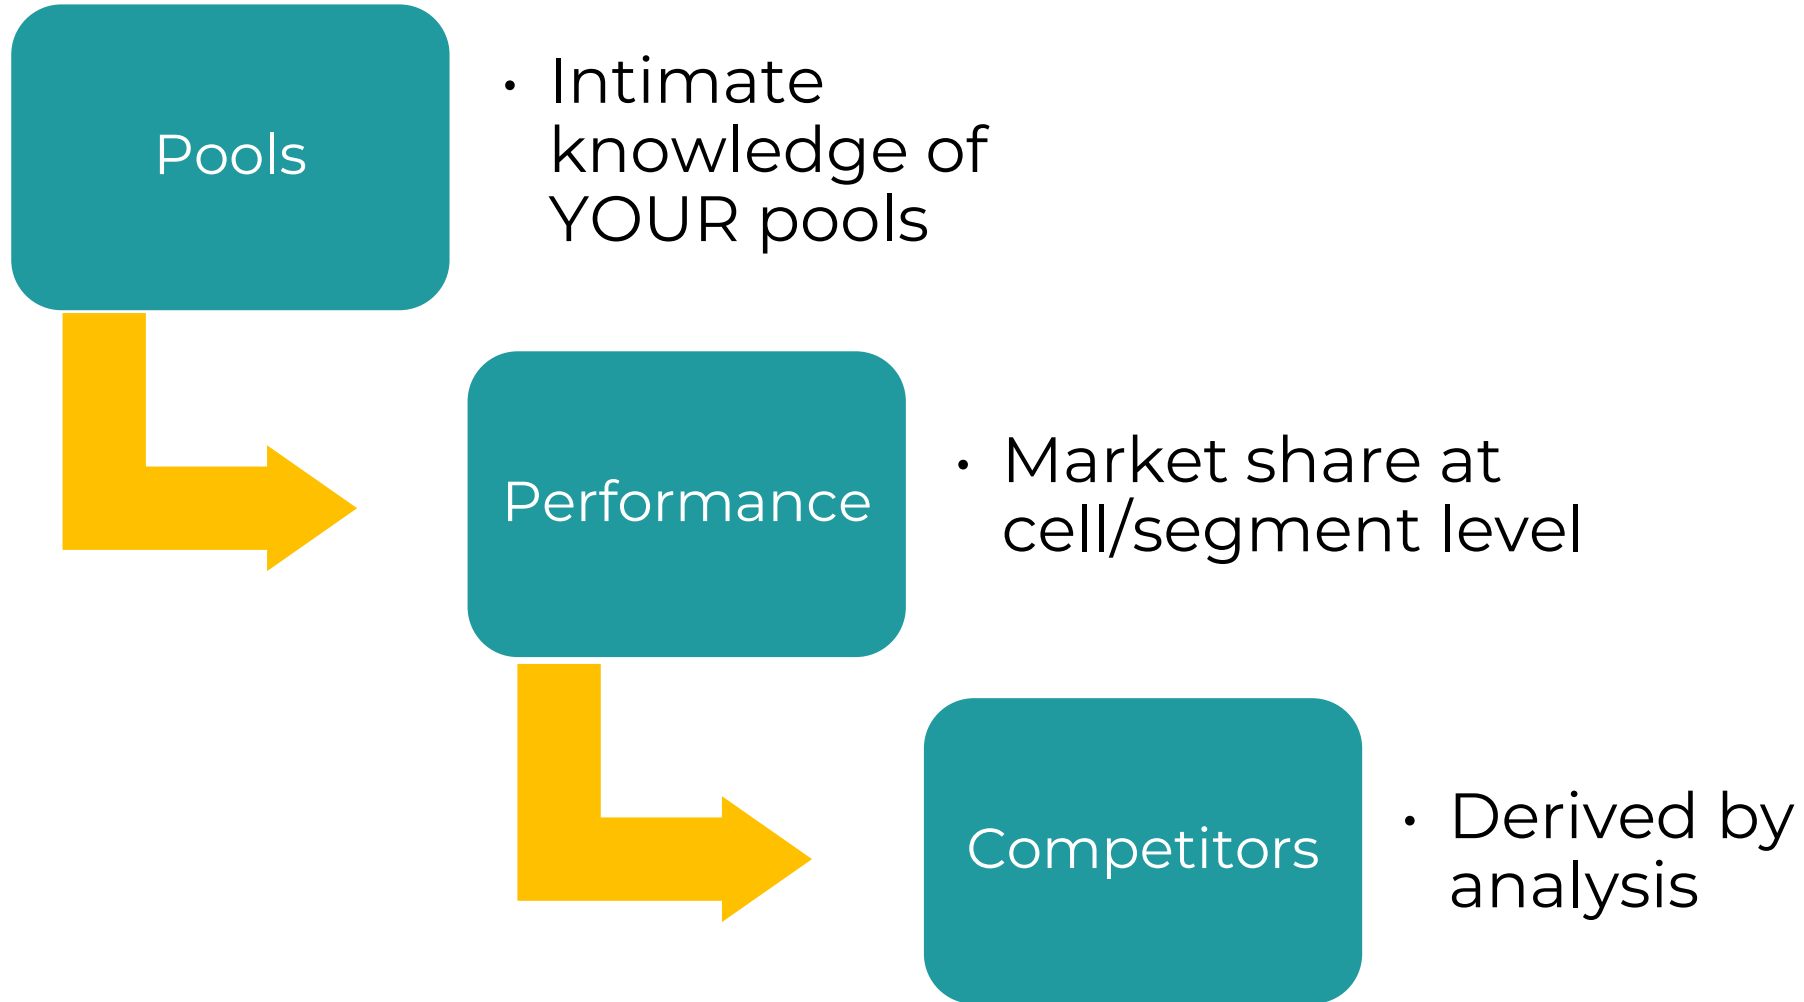 Pools
• Intimate
knowledge of
YOUR pools
Performance
• Market share at
cell/segment level
Competitors
• Derived by
analysis